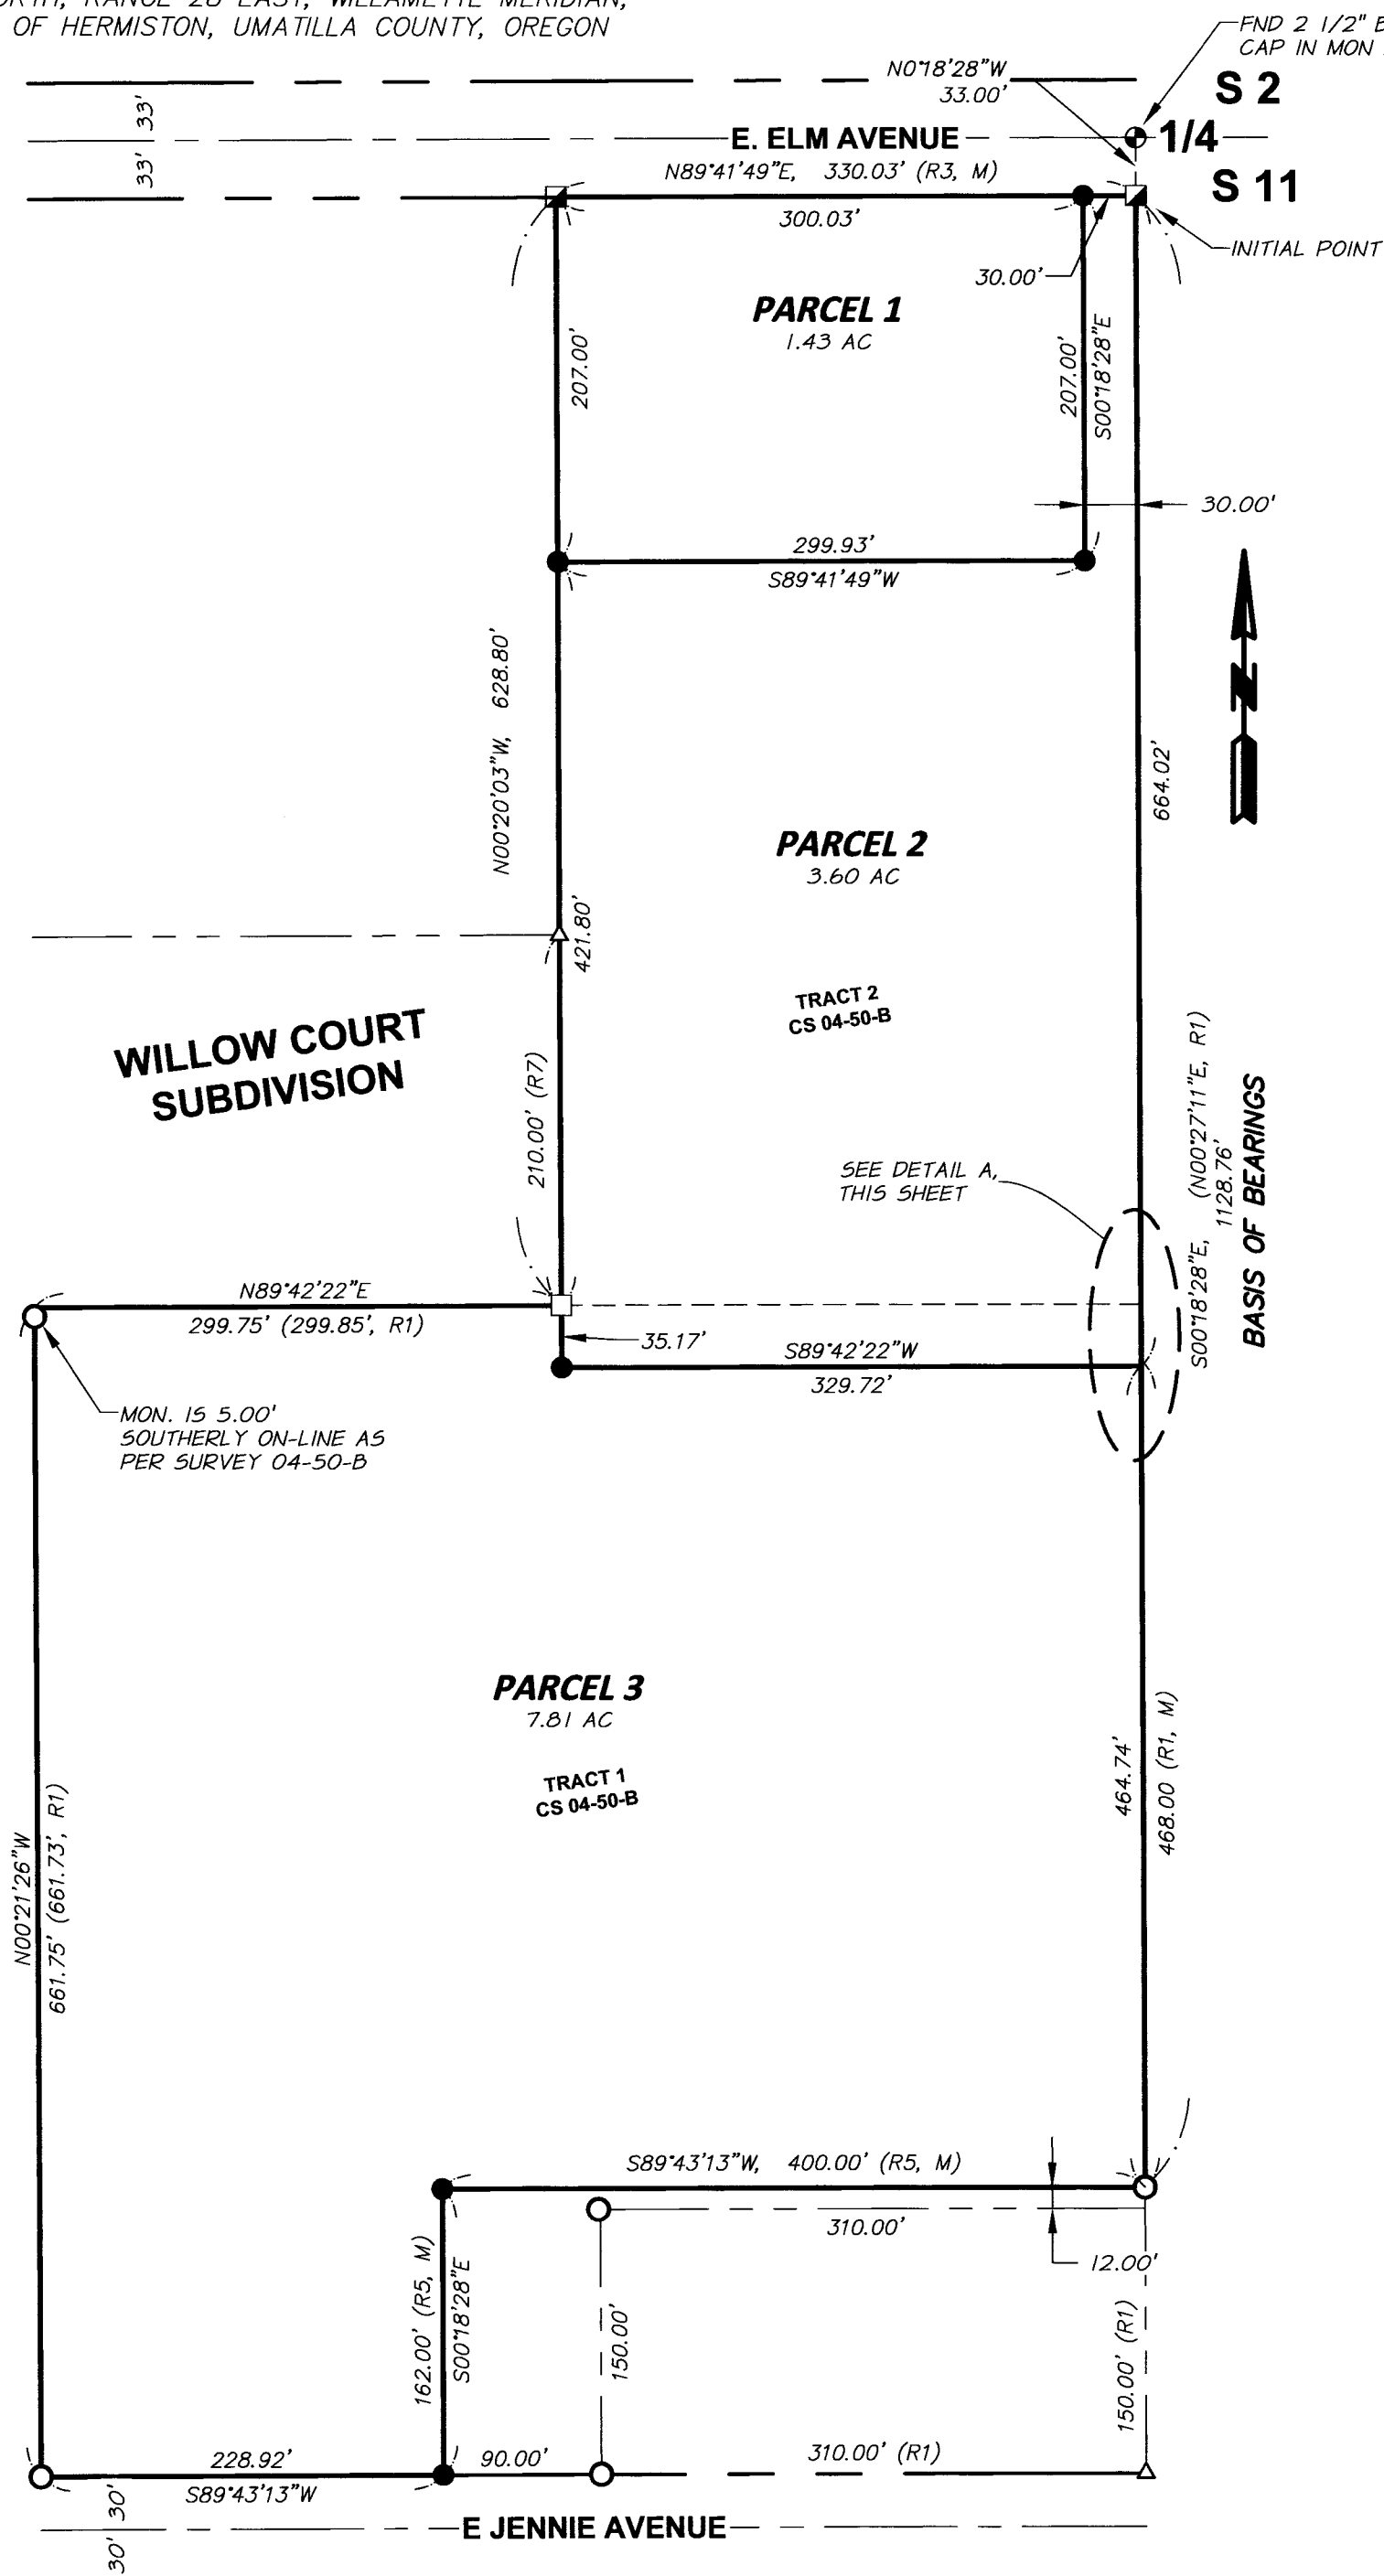 OF HERMISTON, UMATILLA COUNTY, OREGON
FND 2 1/2"
CAP IN MON
N0°18'28"W
33.00'
S 2
33'
33'
E. ELM AVENUE
1/4
N89°41'49"E, 330.03' (R3, M)
S 11
300.03'
INITIAL POINT
30.00'
PARCEL 1
1.43 AC
207.00'
207.00'
S00°18'28"E
30.00'
299.93'
S89°41'49"W
N00°20'03"W, 628.80'
N
664.02'
PARCEL 2
3.60 AC
421.80'
TRACT 2
CS 04-50-B
WILLOW COURT
SUBDIVISION
210.00' (R7)
SEE DETAIL A,
THIS SHEET
S00°18'28"E, (N00°27'11"E, R1)
1128.76'
BASIS OF BEARINGS
N89°42'22"E
299.75' (299.85', R1)
35.17'
S89°42'22"W
329.72'
MON. IS 5.00'
SOUTHERLY ON-LINE AS
PER SURVEY 04-50-B
PARCEL 3
7.81 AC
TRACT 1
CS 04-50-B
464.74'
468.00 (R1, M)
N00°21'26"W
661.75' (661.73', R1)
S89°43'13"W, 400.00' (R5, M)
310.00'
12.00'
162.00' (R5, M)
S00°18'28"E
150.00'
150.00' (R1)
228.92'
S89°43'13"W
90.00'
310.00' (R1)
30'
30'
E JENNIE AVENUE